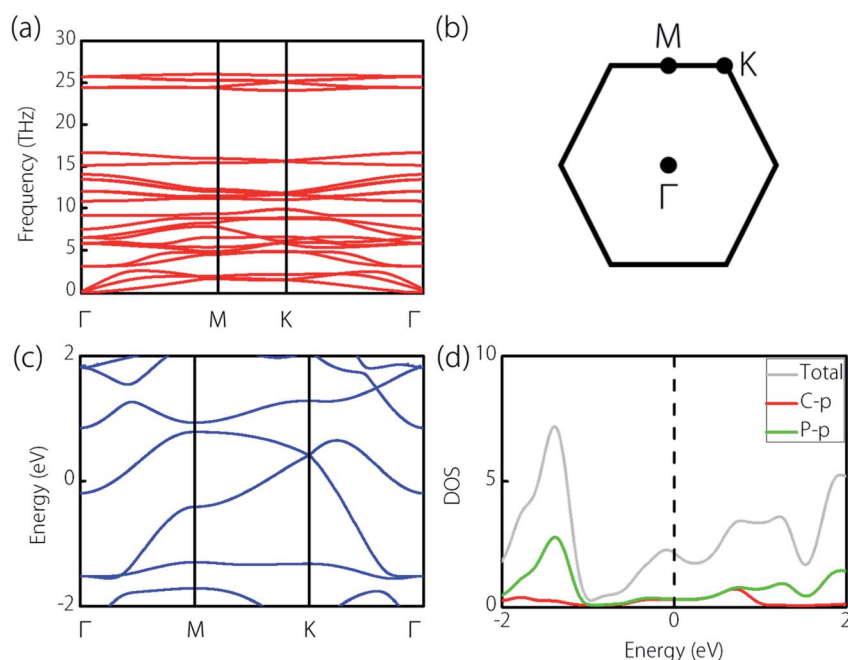 (a)
30
25
20
15
10
5
0
Frequency (THz)
Γ M K Γ
(b)
M
K
Γ
(c)
2
0
-2
Energy (eV)
Γ M K Γ
(d)
10
5
0
DOS
Total
C-p
P-p
-2 0 2
Energy (eV)